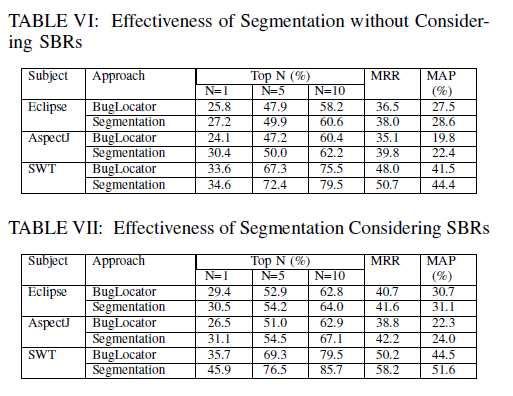 TABLE VI: Effectiveness of Segmentation without Consider-
ing SBRs
Subject Approach Top N (%) MRR MAP
N=1 N=5 N=10 (%)
Eclipse BugLocator 25.8 47.9 58.2 36.5 27.5
Segmentation 27.2 49.9 60.6 38.0 28.6
AspectJ BugLocator 24.1 47.2 60.4 35.1 19.8
Segmentation 30.4 50.0 62.2 39.8 22.4
SWT BugLocator 33.6 67.3 75.5 48.0 41.5
Segmentation 34.6 72.4 79.5 50.7 44.4
TABLE VII: Effectiveness of Segmentation Considering SBRs
Subject Approach Top N (%) MRR MAP
N=1 N=5 N=10 (%)
Eclipse BugLocator 29.4 52.9 62.8 40.7 30.7
Segmentation 30.5 54.2 64.0 41.6 31.1
AspectJ BugLocator 26.5 51.0 62.9 38.8 22.3
Segmentation 31.1 54.5 67.1 42.2 24.0
SWT BugLocator 35.7 69.3 79.5 50.2 44.5
Segmentation 45.9 76.5 85.7 58.2 51.6